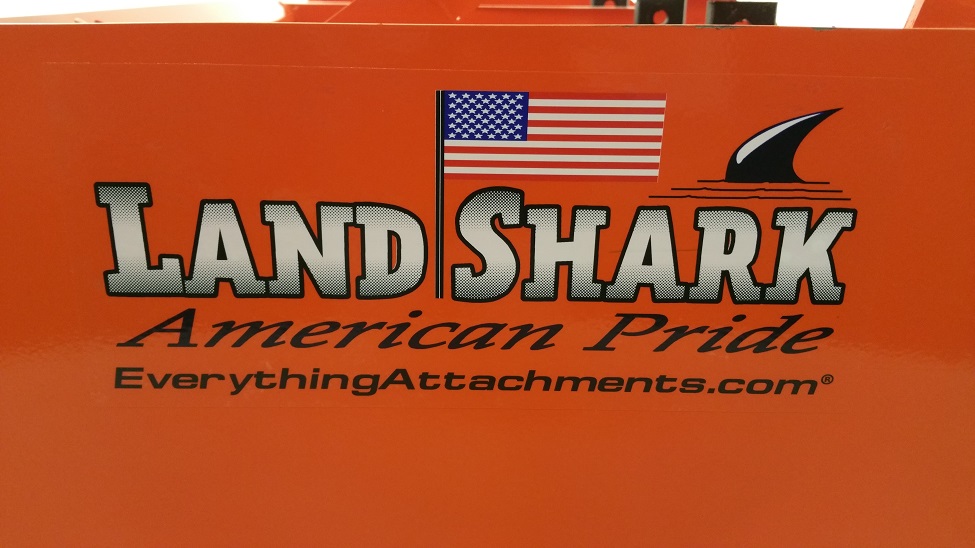 LAND SHARK
American Pride
EverythingAttachments.com®